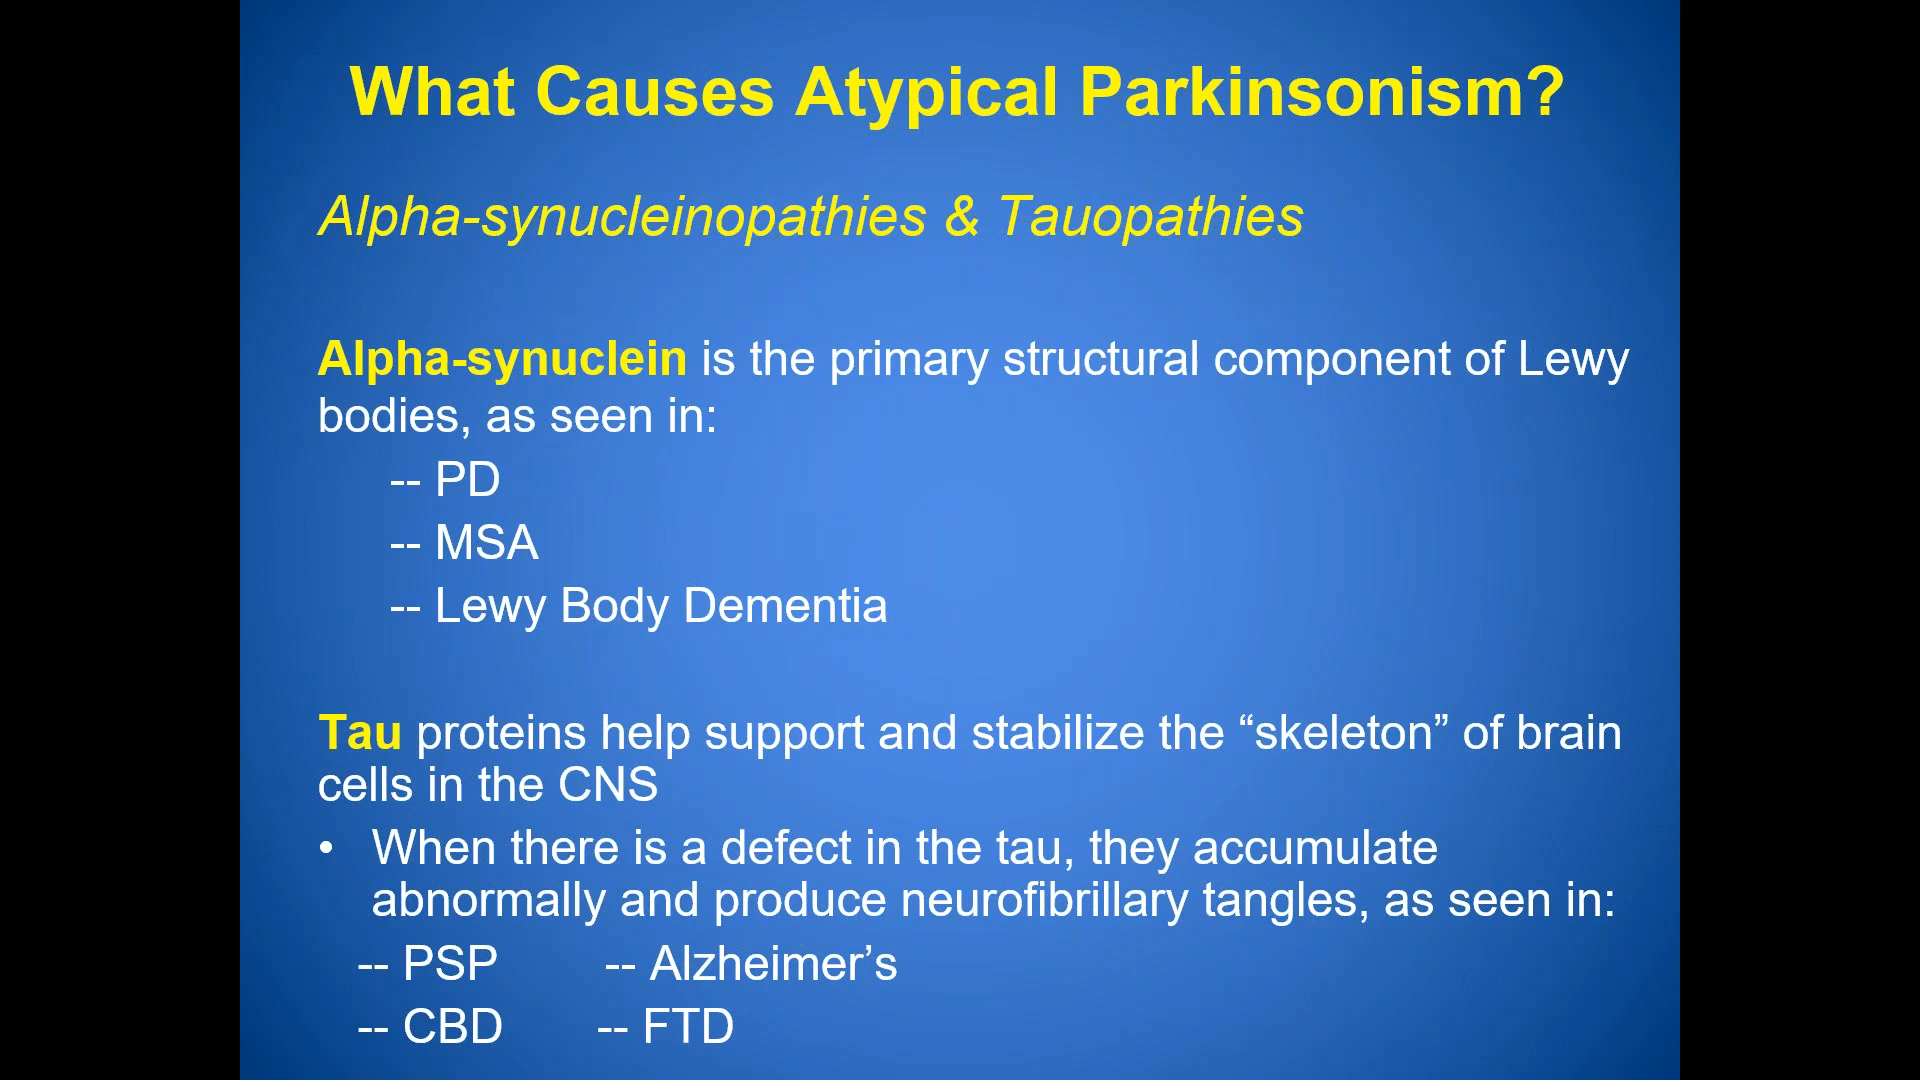 What Causes Atypical Parkinsonism?
Alpha-synucleinopathies & Tauopathies
Alpha-synuclein is the primary structural component of Lewy
bodies, as seen in:
-- PD
-- MSA
-- Lewy Body Dementia
Tau proteins help support and stabilize the “skeleton” of brain
cells in the CNS
• When there is a defect in the tau, they accumulate
abnormally and produce neurofibrillary tangles, as seen in:
-- PSP -- Alzheimer’s
-- CBD -- FTD